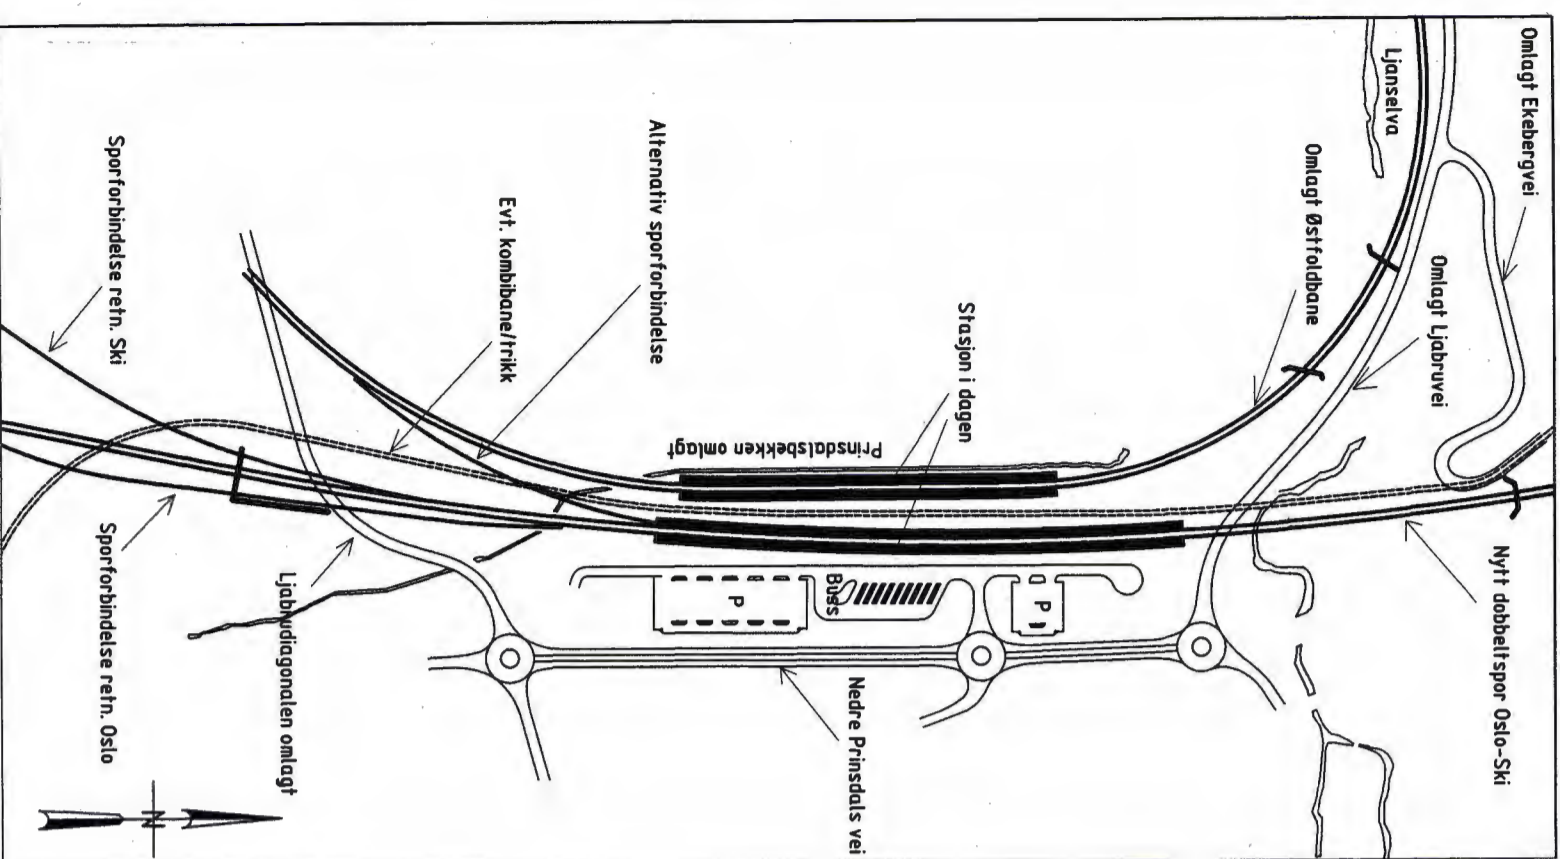 Omlagt Ekebergvei
Ljanselva
Omlagt Østfoldbane
Omlagt Ljabruvei
Stasjon i dagen
Alternativ sporforbindelse
Evt. kombibane/trikk
Sporforbindelse retn. Ski
Prinsdalsbekken omlagt
Nytt dobbeltspor Oslo-Ski
P
Buss
P
Nedre Prinsdals vei
Ljabrudiagonalen omlagt
Sporforbindelse retn. Oslo
N